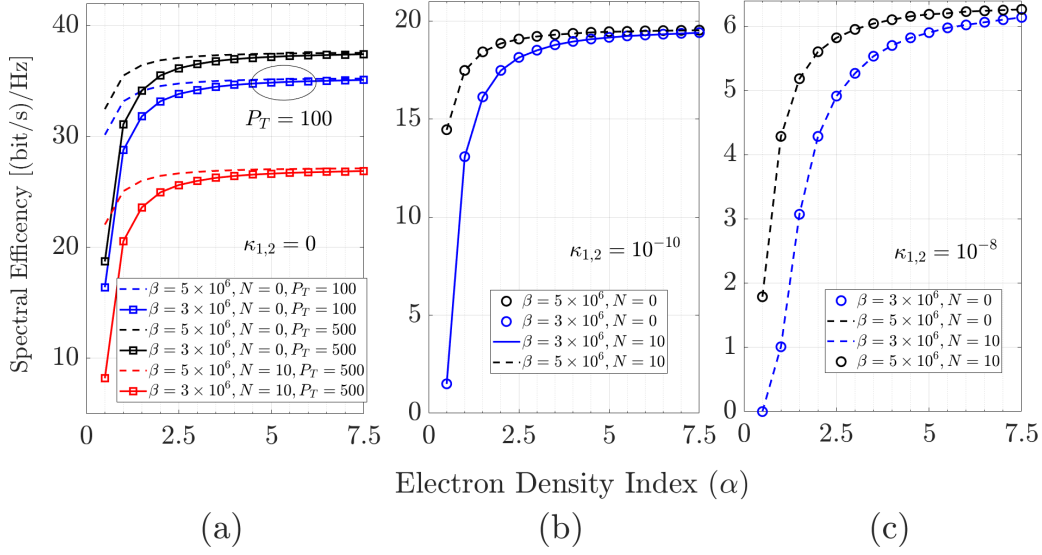 Spectral Efficency [(bit/s)/Hz]
40
30
20
10
0
2.5
5
7.5
P_T = 100
κ_{1,2} = 0
β = 5 × 10^6, N = 0, P_T = 100
β = 3 × 10^6, N = 0, P_T = 100
β = 5 × 10^6, N = 0, P_T = 500
β = 3 × 10^6, N = 0, P_T = 500
β = 5 × 10^6, N = 10, P_T = 500
β = 3 × 10^6, N = 10, P_T = 500
20
15
10
5
0
0
2.5
5
7.5
κ_{1,2} = 10^{-10}
β = 5 × 10^6, N = 0
β = 3 × 10^6, N = 0
β = 3 × 10^6, N = 10
β = 5 × 10^6, N = 10
6
5
4
3
2
1
0
0
2.5
5
7.5
κ_{1,2} = 10^{-8}
β = 3 × 10^6, N = 0
β = 5 × 10^6, N = 0
β = 3 × 10^6, N = 10
β = 5 × 10^6, N = 10
Electron Density Index (α)
(a)
(b)
(c)